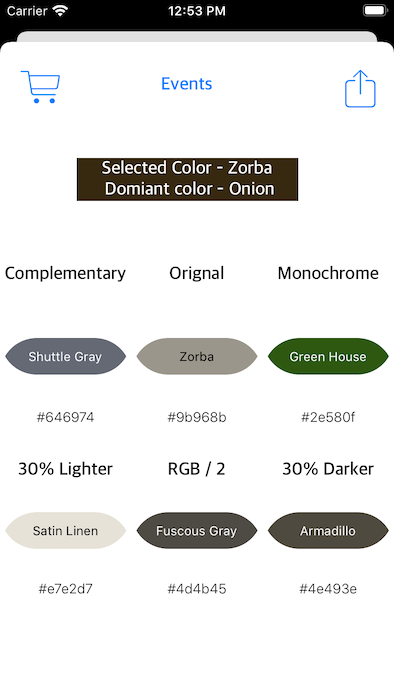 Carrier 12:53 PM
Events
Selected Color - Zorba
Domiant color - Onion
Complementary Orignal Monochrome
Shuttle Gray Zorba Green House
#646974 #9b968b #2e580f
30% Lighter RGB / 2 30% Darker
Satin Linen Fuscous Gray Armadillo
#e7e2d7 #4d4b45 #4e493e